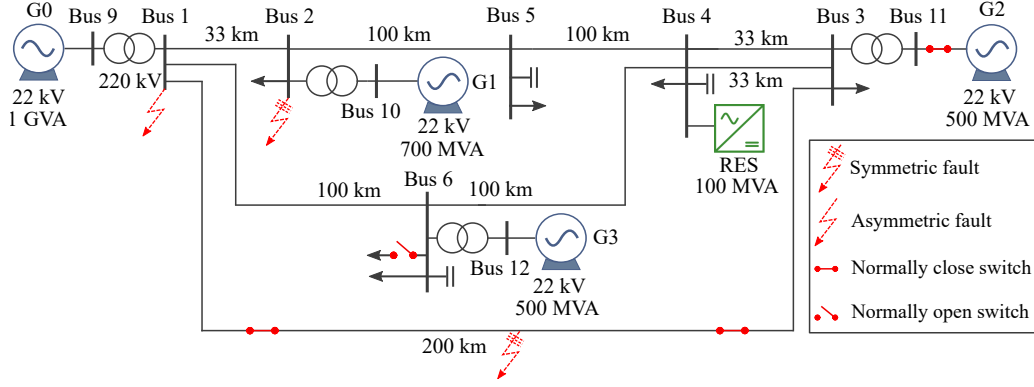 G0
Bus 9
Bus 1
33 km
Bus 2
100 km
Bus 5
100 km
Bus 4
33 km
Bus 3
Bus 11
G2
220 kV
33 km
G1
Bus 10
22 kV
1 GVA
22 kV
700 MVA
22 kV
500 MVA
RES
100 MVA
Bus 6
100 km
100 km
G3
Bus 12
22 kV
500 MVA
200 km
Symmetric fault
Asymmetric fault
Normally close switch
Normally open switch